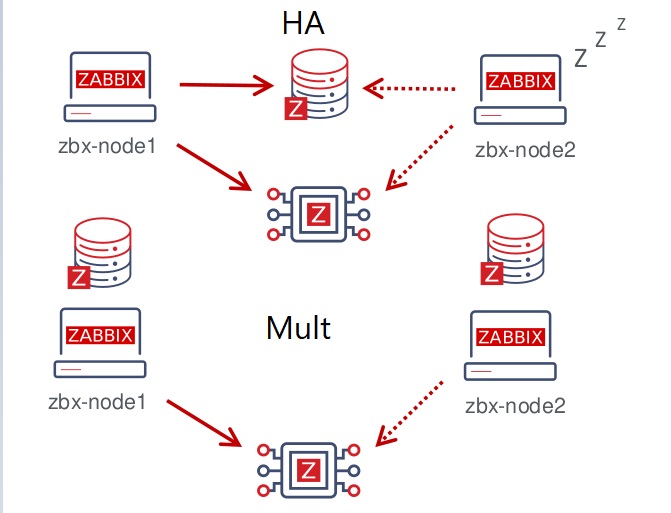 HA
z
Z
Z
ZABBIX
ZABBIX
Z
zbx-node1
zbx-node2
Z
Z
Z
Mult
ZABBIX
ZABBIX
zbx-node1
zbx-node2
Z